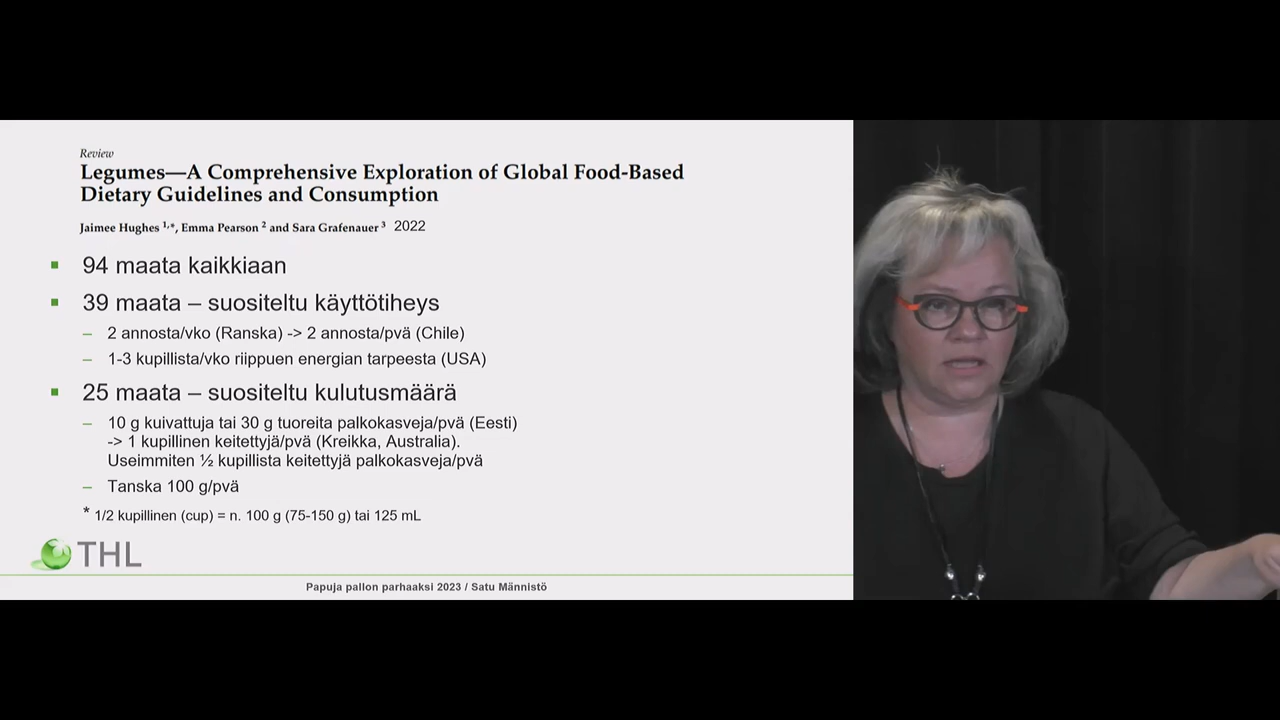 Review
Legumes—A Comprehensive Exploration of Global Food-Based
Dietary Guidelines and Consumption
Jaimee Hughes 1,*, Emma Pearson 2 and Sara Grafenauer 3 2022
94 maata kaikkiaan
39 maata – suositeltu käyttötiheys
– 2 annosta/vko (Ranska) -> 2 annosta/pvä (Chile)
– 1-3 kupillista/vko riippuen energian tarpeesta (USA)
25 maata – suositeltu kulutusmäärä
– 10 g kuivattuja tai 30 g tuoreita palkokasveja/pvä (Eesti)
-> 1 kupillinen keitettyjä/pvä (Kreikka, Australia).
Useimmiten ½ kupillista keitettyjä palkokasveja/pvä
– Tanska 100 g/pvä
* 1/2 kupillinen (cup) = n. 100 g (75-150 g) tai 125 mL
THL
Papuja pallon parhaaksi 2023 / Satu Männistö